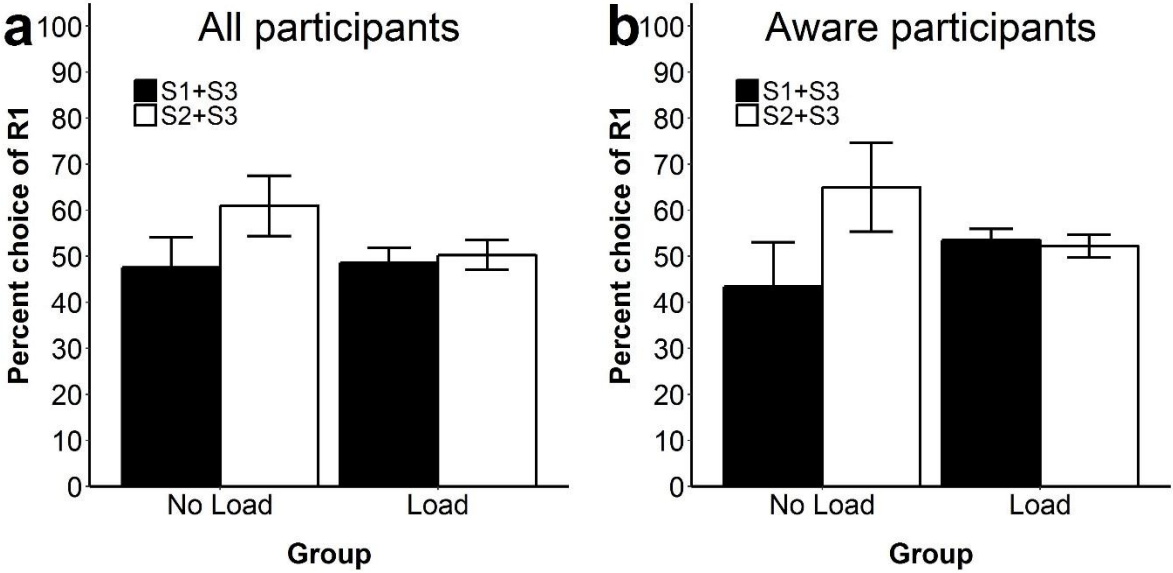 a
All participants
Percent choice of R1
100
90
80
70
60
50
40
30
20
10
0
S1+S3
S2+S3
No Load
Load
Group
b
Aware participants
Percent choice of R1
100
90
80
70
60
50
40
30
20
10
0
S1+S3
S2+S3
No Load
Load
Group